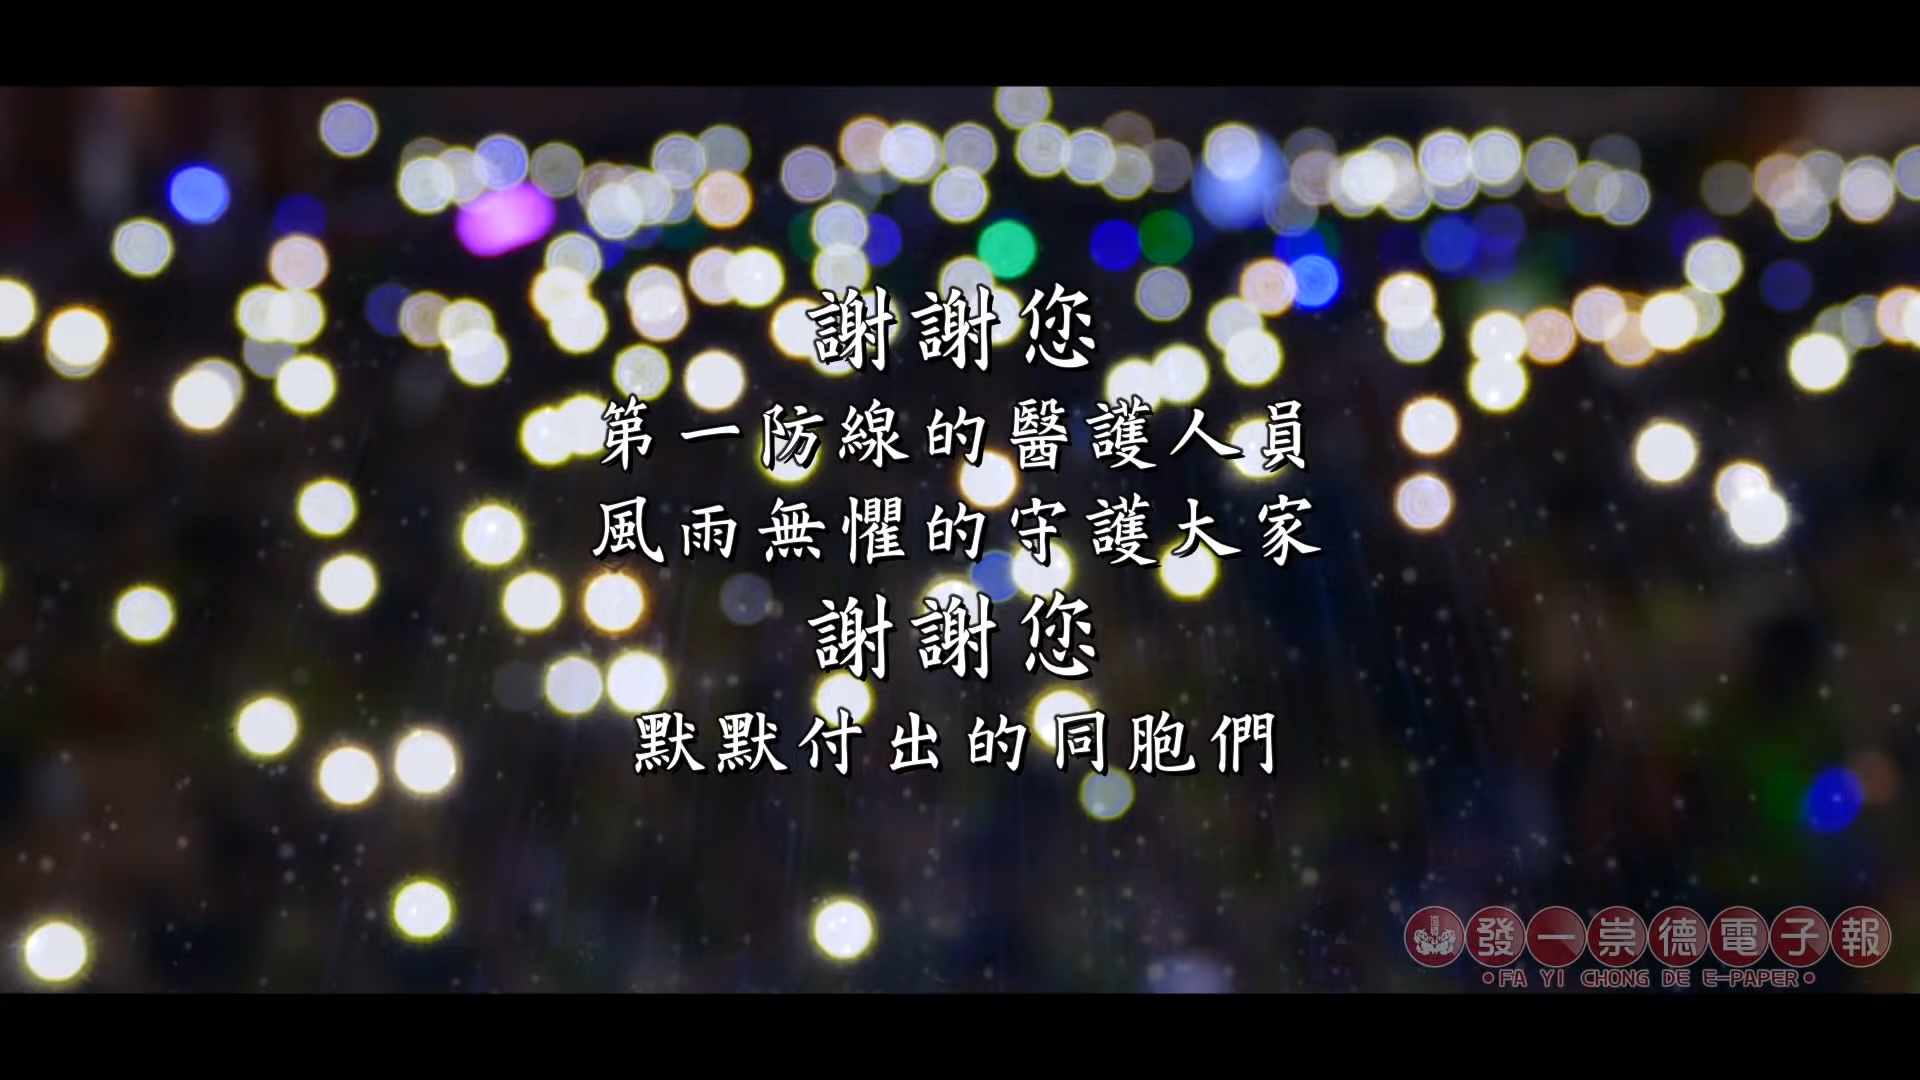 謝謝您
第一防線的醫護人員
風雨無懼的守護大家
謝謝您
默默付出的同胞們
發一崇德電子報
•FA YI CHONG DE E-PAPER•